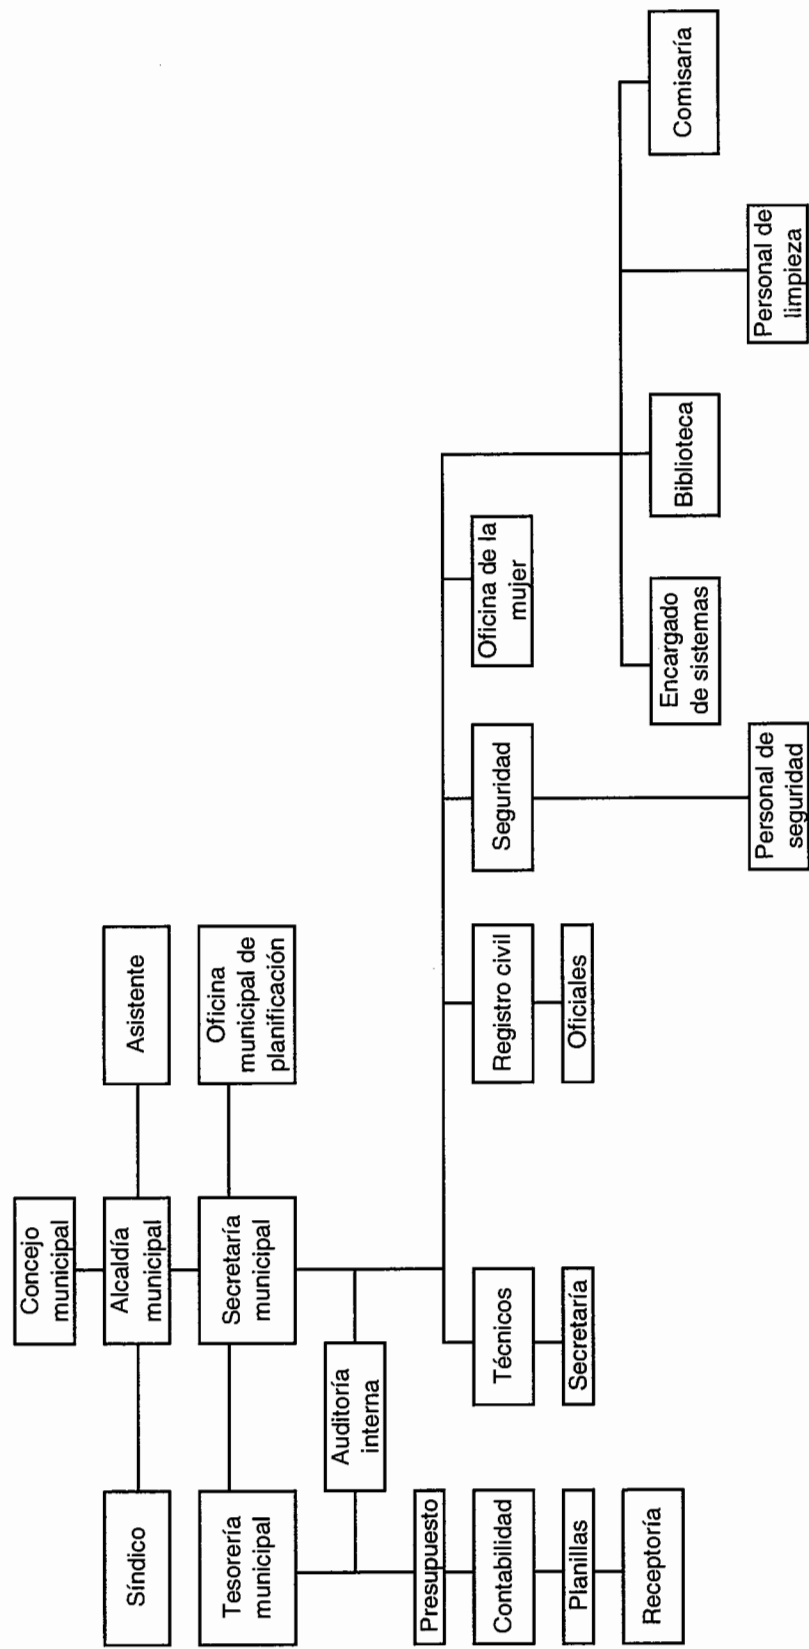 Concejo
municipal
Síndico
Alcaldía
municipal
Asistente
Tesorería
municipal
Secretaría
municipal
Oficina
municipal de
planificación
Auditoría
interna
Presupuesto
Contabilidad
Técnicos
Registro civil
Seguridad
Oficina de la
mujer
Planillas
Secretaría
Oficiales
Receptoría
Encargado
de sistemas
Biblioteca
Comisaría
Personal de
seguridad
Personal de
limpieza